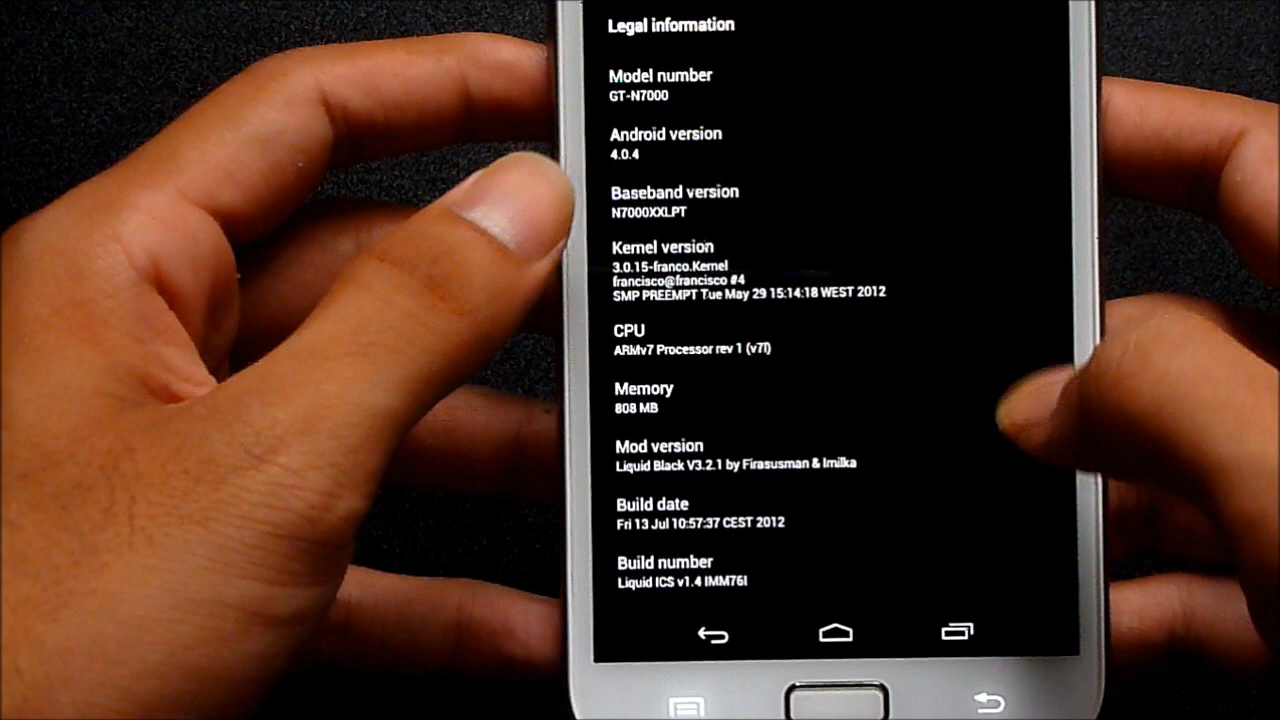 Legal information
Model number
GT-N7000
Android version
4.0.4
Baseband version
N7000XXLPT
Kernel version
3.0.15-franco.Kernel
francisco@francisco #4
SMP PREEMPT Tue May 29 15:14:18 WEST 2012
CPU
ARMv7 Processor rev 1 (v7l)
Memory
808 MB
Mod version
Liquid Black V3.2.1 by Firasusman & Imilka
Build date
Fri 13 Jul 10:57:37 CEST 2012
Build number
Liquid ICS v1.4 IMM76I